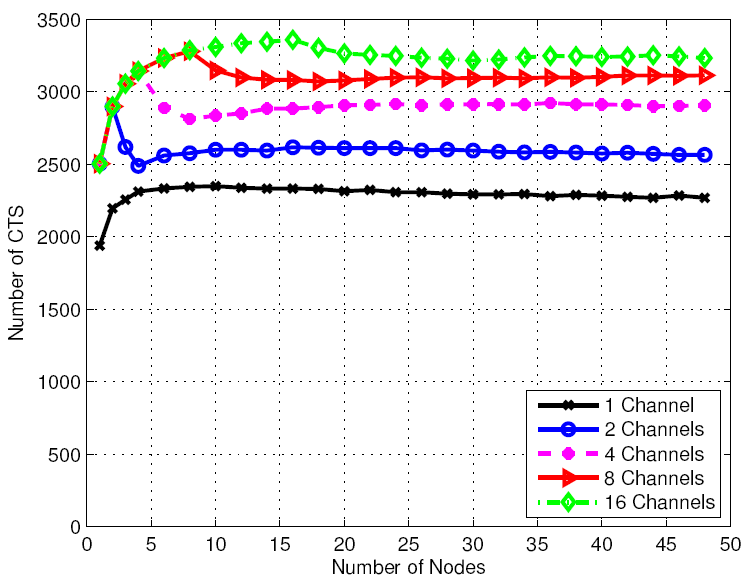 3500
3000
2500
2000
1500
1000
500
0
Number of CTS
0 5 10 15 20 25 30 35 40 45 50
Number of Nodes
1 Channel
2 Channels
4 Channels
8 Channels
16 Channels